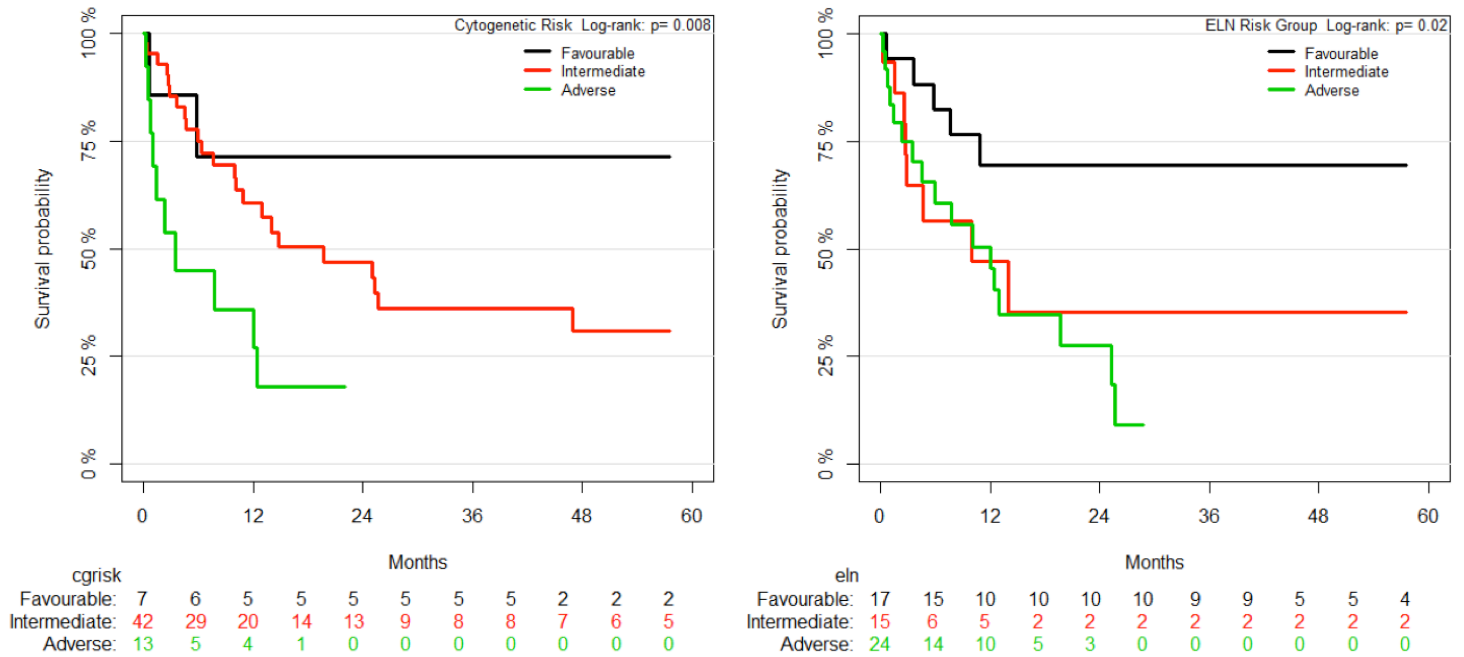 Cytogenetic Risk Log-rank: p= 0.008
Favourable
Intermediate
Adverse
100 %
75 %
50 %
25 %
0 %
Survival probability
0 12 24 36 48 60
Months
cgrisk
Favourable: 7 6 5 5 5 5 5 5 2 2 2
Intermediate: 42 29 20 14 13 9 8 8 7 6 5
Adverse: 13 5 4 1 0 0 0 0 0 0 0
ELN Risk Group Log-rank: p= 0.02
Favourable
Intermediate
Adverse
100 %
75 %
50 %
25 %
0 %
Survival probability
0 12 24 36 48 60
Months
eln
Favourable: 17 15 10 10 10 10 9 9 5 5 4
Intermediate: 15 6 5 2 2 2 2 2 2 2 2
Adverse: 24 14 10 5 3 0 0 0 0 0 0